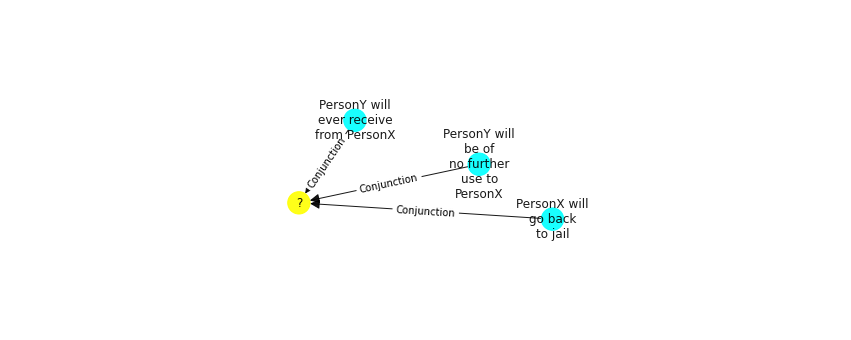 PersonY will
ever receive
from PersonX
Conjunction
PersonY will
be of
no further
use to
PersonX
Conjunction
PersonX will
go back
to jail
Conjunction
?